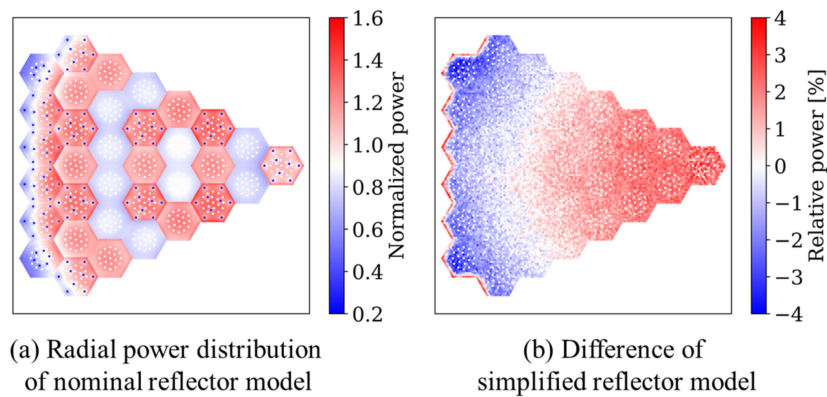 1.6
1.4
1.2
1.0
0.8
0.6
0.4
0.2
Normalized power
4
3
2
1
0
−1
−2
−3
−4
Relative power [%]
(a) Radial power distribution
of nominal reflector model
(b) Difference of
simplified reflector model